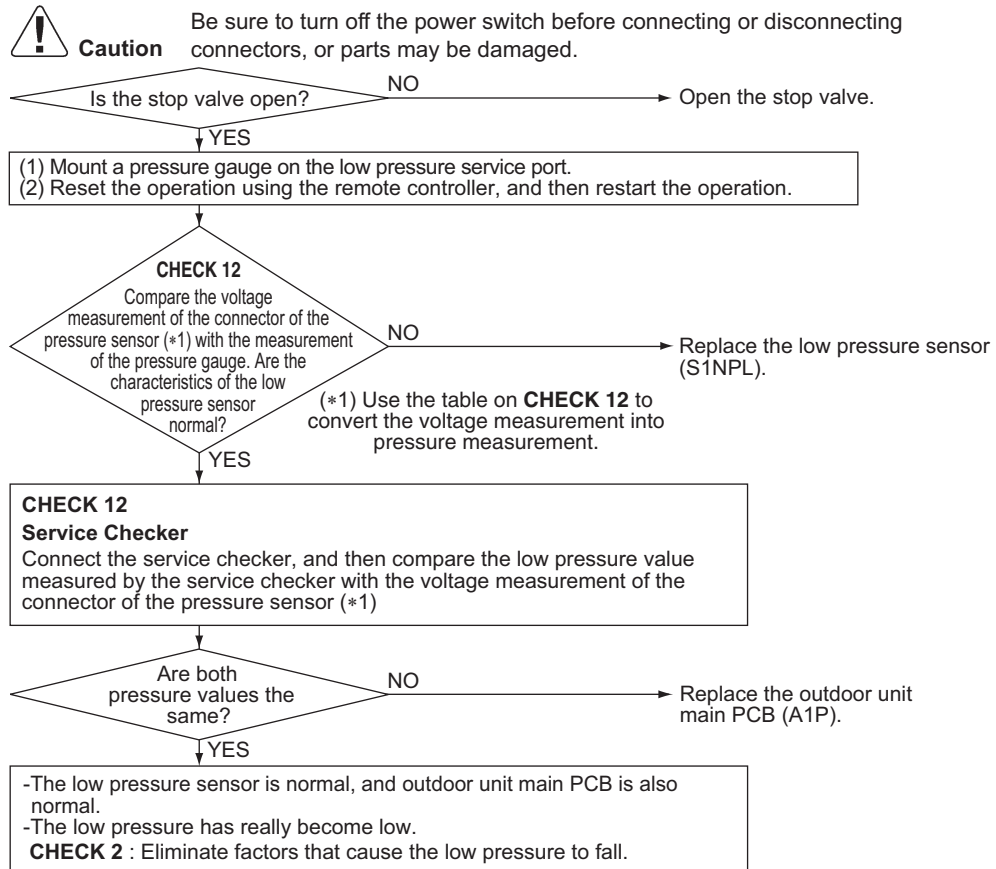 Be sure to turn off the power switch before connecting or disconnecting
Caution connectors, or parts may be damaged.
Is the stop valve open?
NO
Open the stop valve.
YES
(1) Mount a pressure gauge on the low pressure service port.
(2) Reset the operation using the remote controller, and then restart the operation.
CHECK 12
Compare the voltage
measurement of the connector of the
pressure sensor (*1) with the measurement
of the pressure gauge. Are the
characteristics of the low
pressure sensor
normal?
NO
Replace the low pressure sensor
(S1NPL).
(*1) Use the table on CHECK 12 to
convert the voltage measurement into
pressure measurement.
YES
CHECK 12
Service Checker
Connect the service checker, and then compare the low pressure value
measured by the service checker with the voltage measurement of the
connector of the pressure sensor (*1)
Are both
pressure values the
same?
NO
Replace the outdoor unit
main PCB (A1P).
YES
-The low pressure sensor is normal, and outdoor unit main PCB is also
normal.
-The low pressure has really become low.
CHECK 2 : Eliminate factors that cause the low pressure to fall.